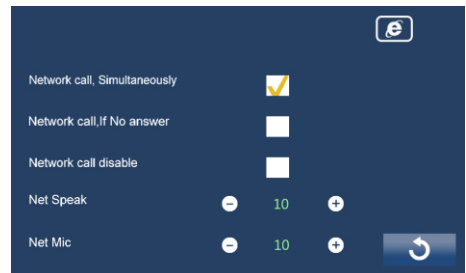 Network call, Simultaneously
Network call,If No answer
Network call disable
Net Speak 10
Net Mic 10